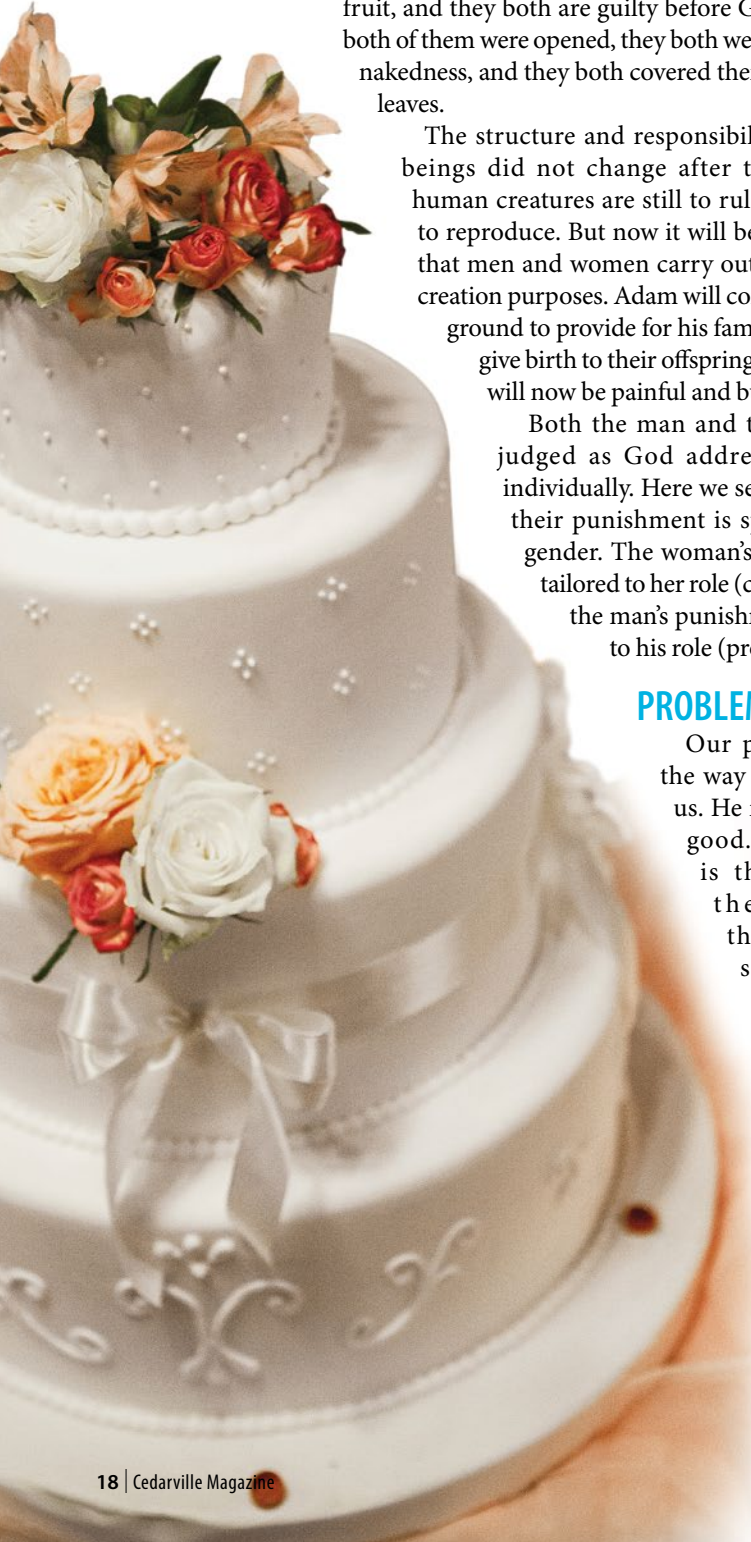 fruit, and they both are guilty before G
both of them were opened, they both we
nakedness, and they both covered the
leaves.
The structure and responsibil
beings did not change after t
human creatures are still to rul
to reproduce. But now it will be
that men and women carry out
creation purposes. Adam will co
ground to provide for his fam
give birth to their offspring
will now be painful and b
Both the man and t
judged as God addre
individually. Here we se
their punishment is s
gender. The woman’s
tailored to her role (c
the man’s punish
to his role (pr
PROBLEM
Our p
the way
us. He
good.
is th
the
th
s
18 | Cedarville Magazine